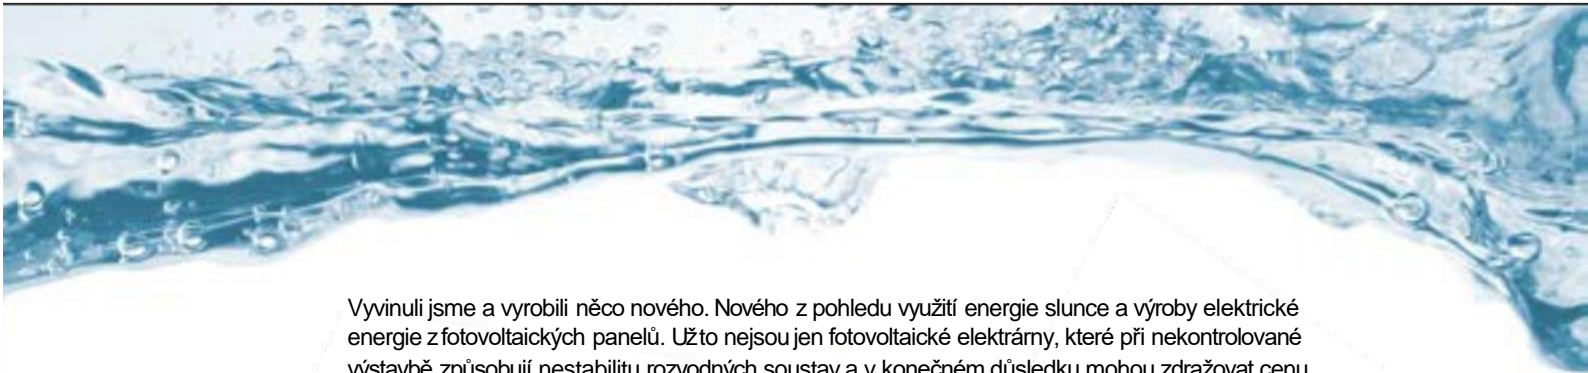 Vyvinuli jsme a vyrobili něco nového. Nového z pohledu využití energie slunce a výroby elektrické
energie z fotovoltaických panelů. Už to nejsou jen fotovoltaické elektrárny, které při nekontrolované
výstavbě způsobují nestabilitu rozvodných soustav a v konečném důsledku mohou zdražovat cenu